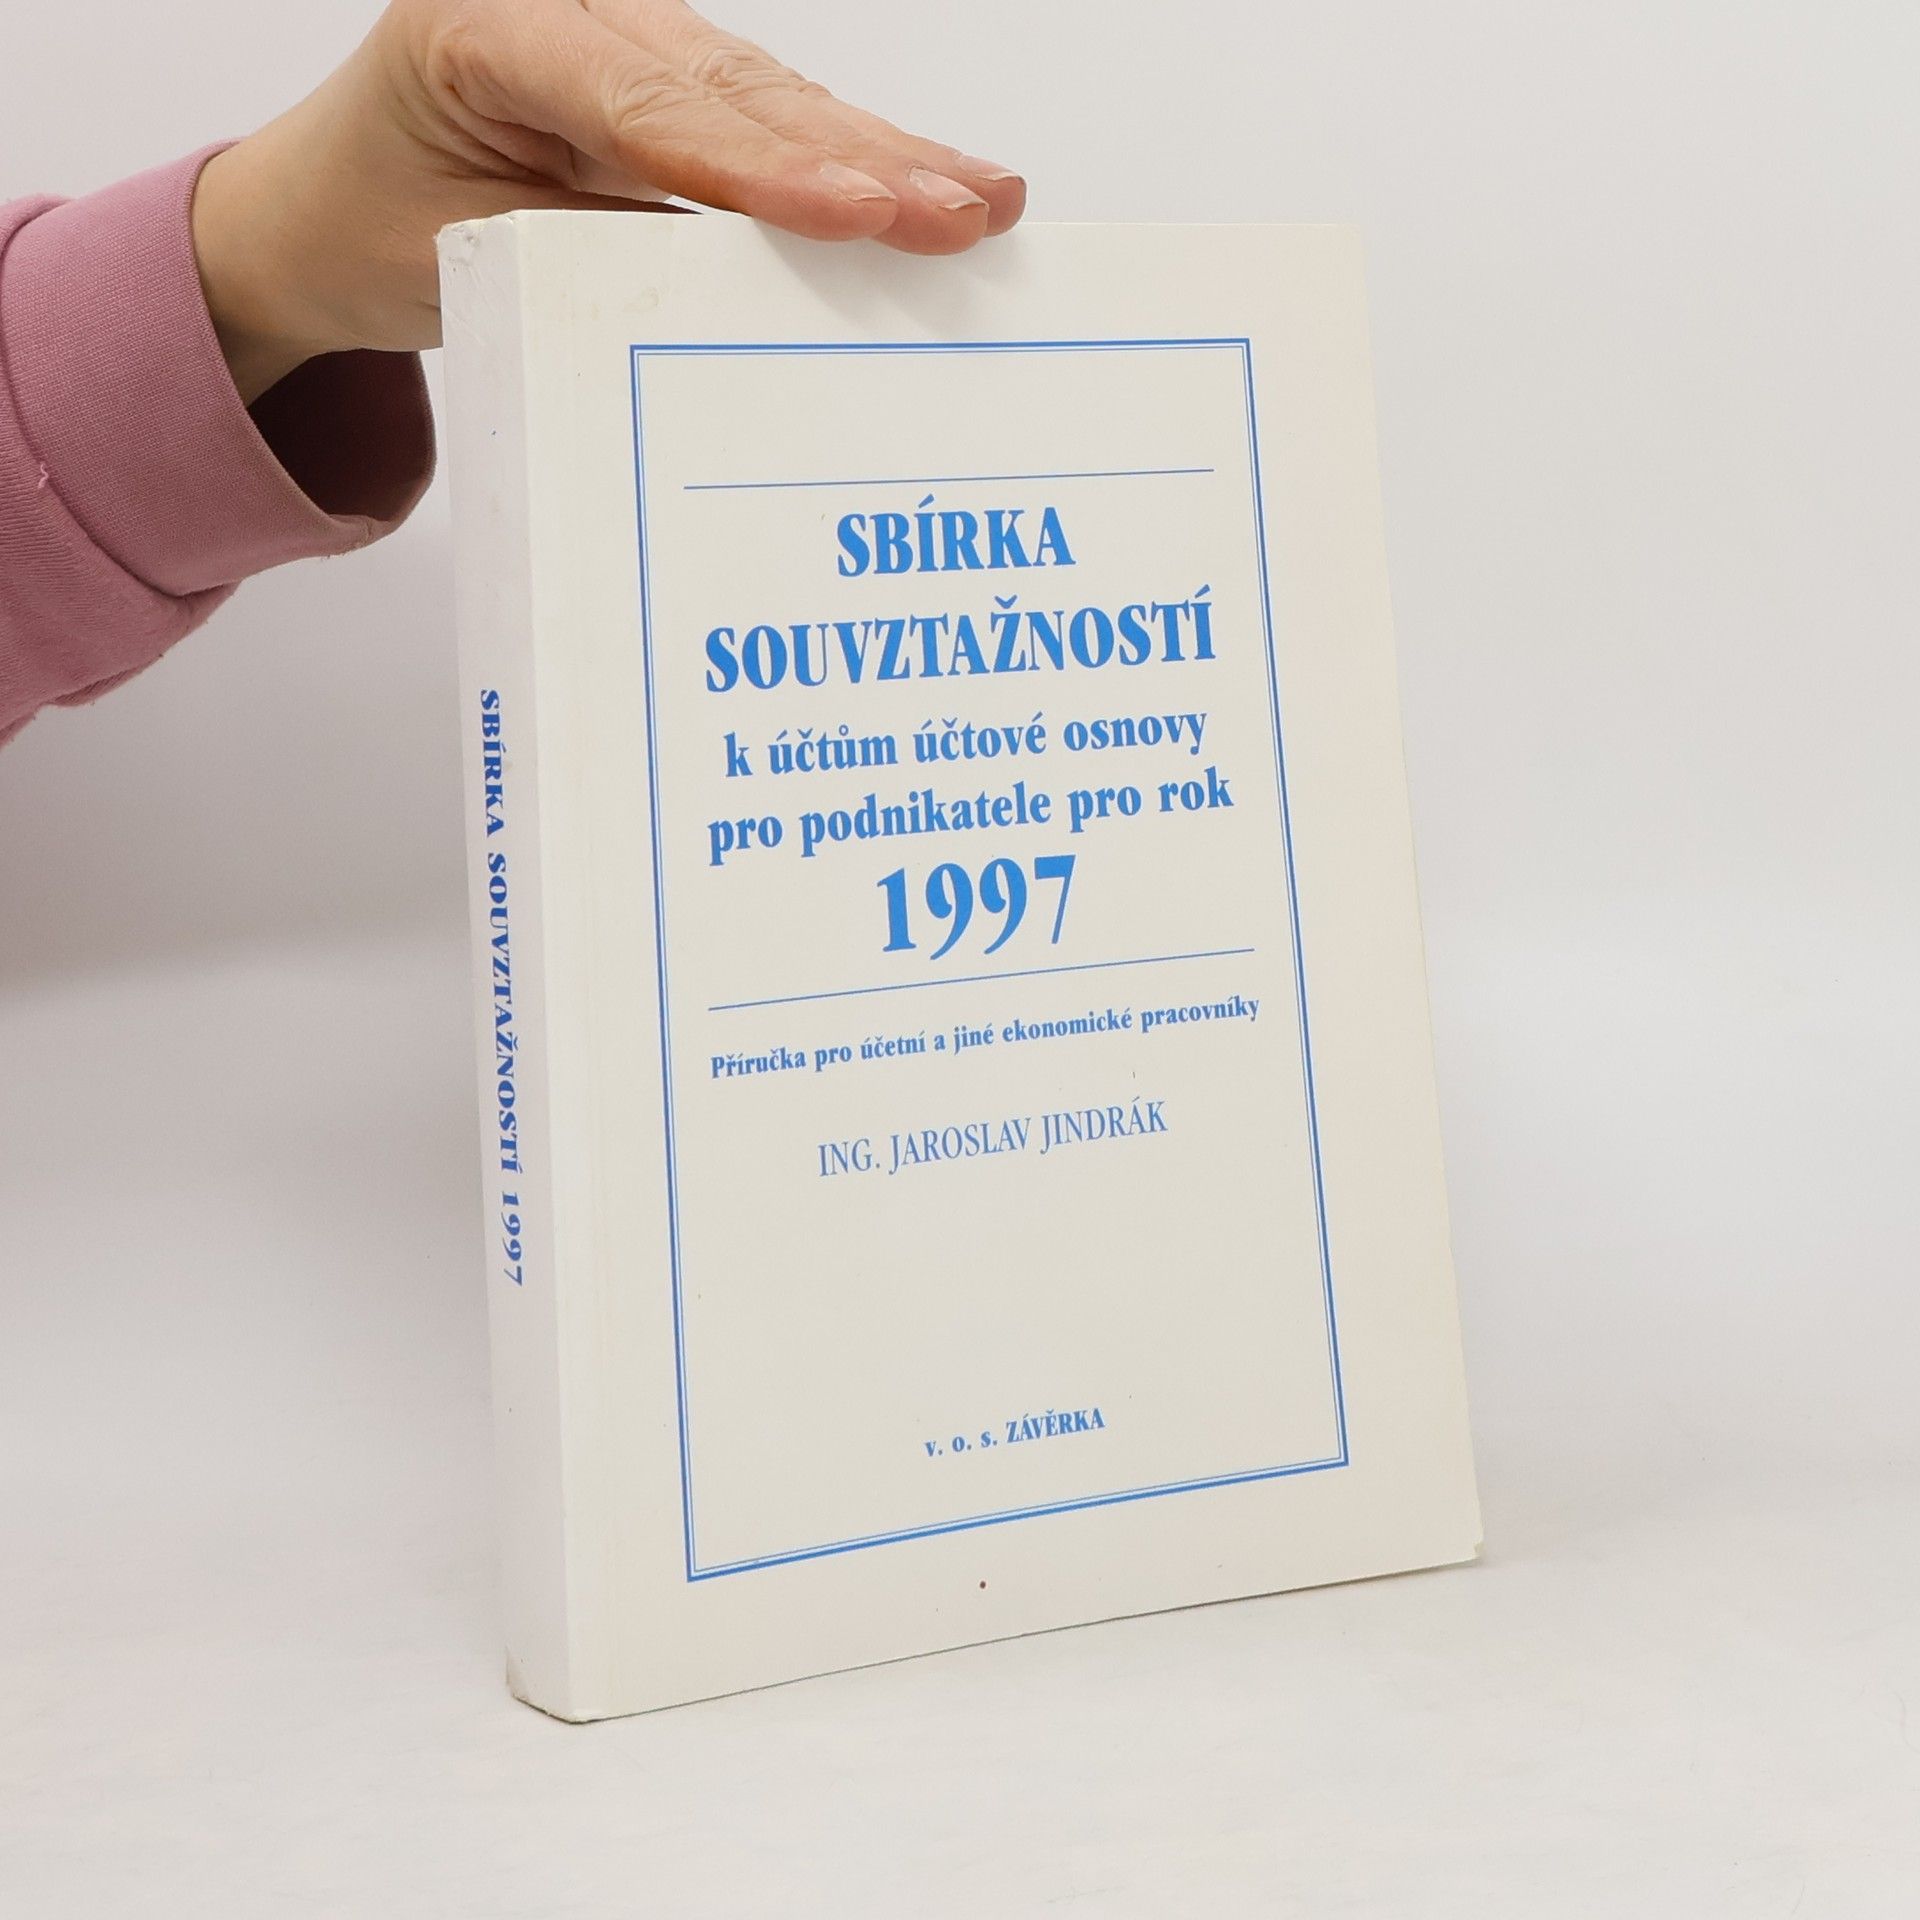 SBÍRKA SOUVZTAŽNOSTÍ 1997
SBÍRKA
SOUVZTAŽNOSTÍ
k účtům účtové osnovy
pro podnikatele pro rok
1997
Příručka pro účetní a jiné ekonomické pracovníky
ING. JAROSLAV JINDRÁK
v. o. s. ZÁVĚRKA